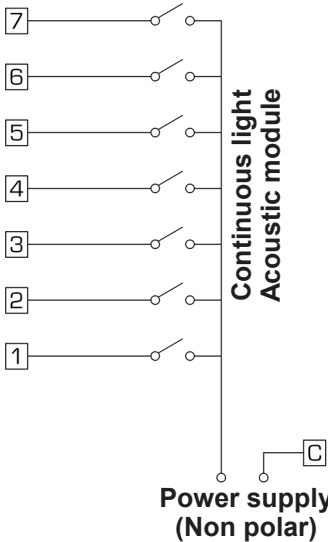 7
6
5
4
3
2
1
Continuous light
Acoustic module
C
Power supply
(Non polar)